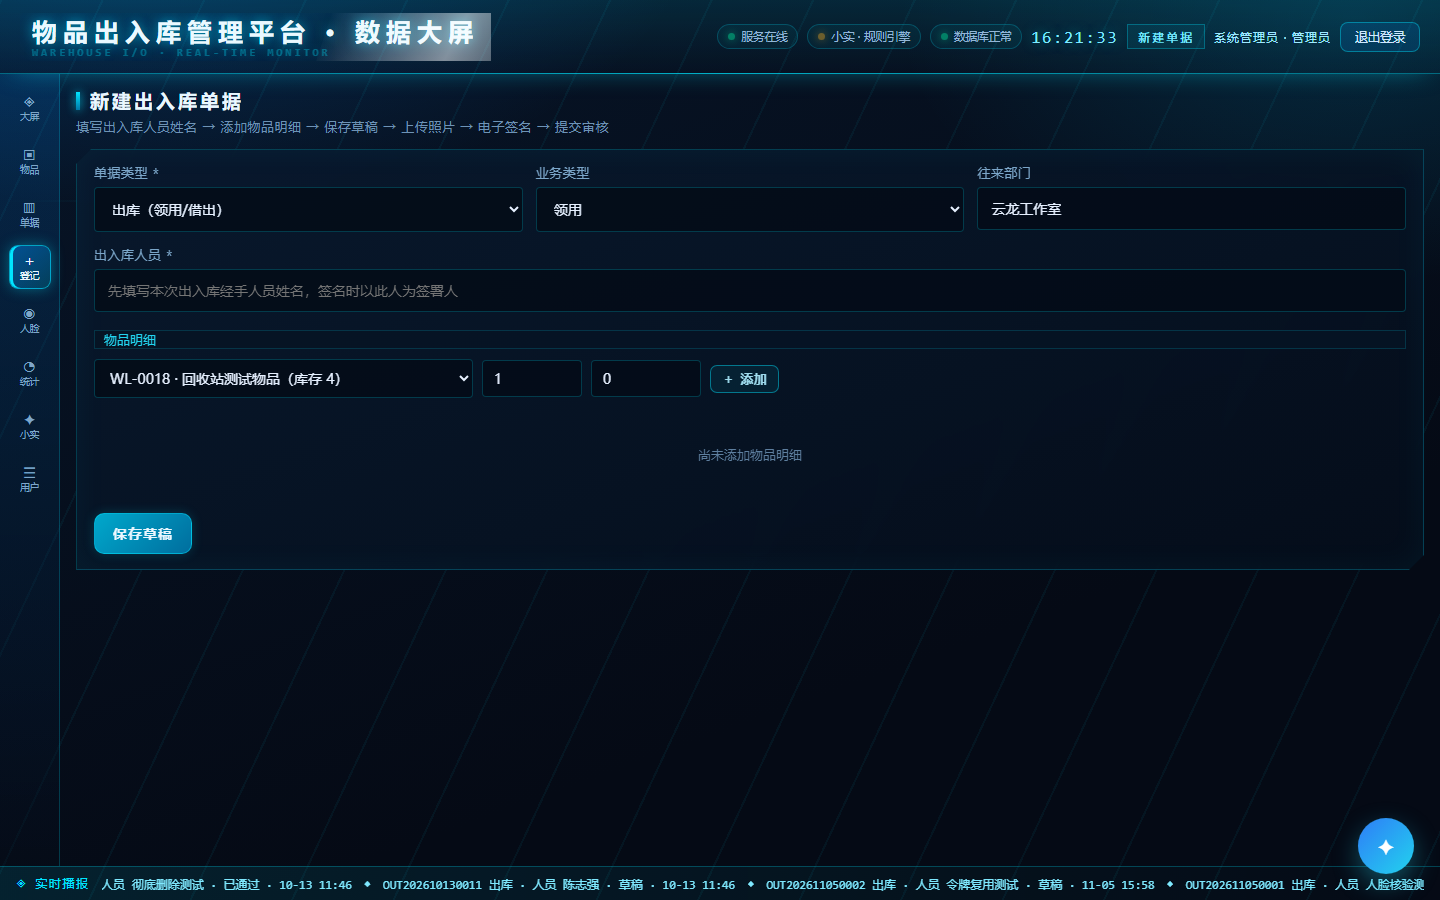 物品出入库管理平台 · 数据大屏
WAREHOUSE I/O · REAL-TIME MONITOR
服务在线
小实 · 规则引擎
数据库正常
16:21:33
新建单据
系统管理员 · 管理员
退出登录
大屏
物品
单据
登记
人脸
统计
小实
用户
新建出入库单据
填写出入库人员姓名 → 添加物品明细 → 保存草稿 → 上传照片 → 电子签名 → 提交审核
单据类型 *
业务类型
往来部门
出库（领用/借出）
领用
云龙工作室
出入库人员 *
先填写本次出入库经手人员姓名，签名时以此人为签署人
物品明细
WL-0018 · 回收站测试物品（库存 4）
1
0
+ 添加
尚未添加物品明细
保存草稿
◈ 实时播报 人员 彻底删除测试 · 已通过 · 10-13 11:46 ◆ OUT202610130011 出库 · 人员 陈志强 · 草稿 · 10-13 11:46 ◆ OUT202611050002 出库 · 人员 令牌复用测试 · 草稿 · 11-05 15:58 ◆ OUT202611050001 出库 · 人员 人脸核验测